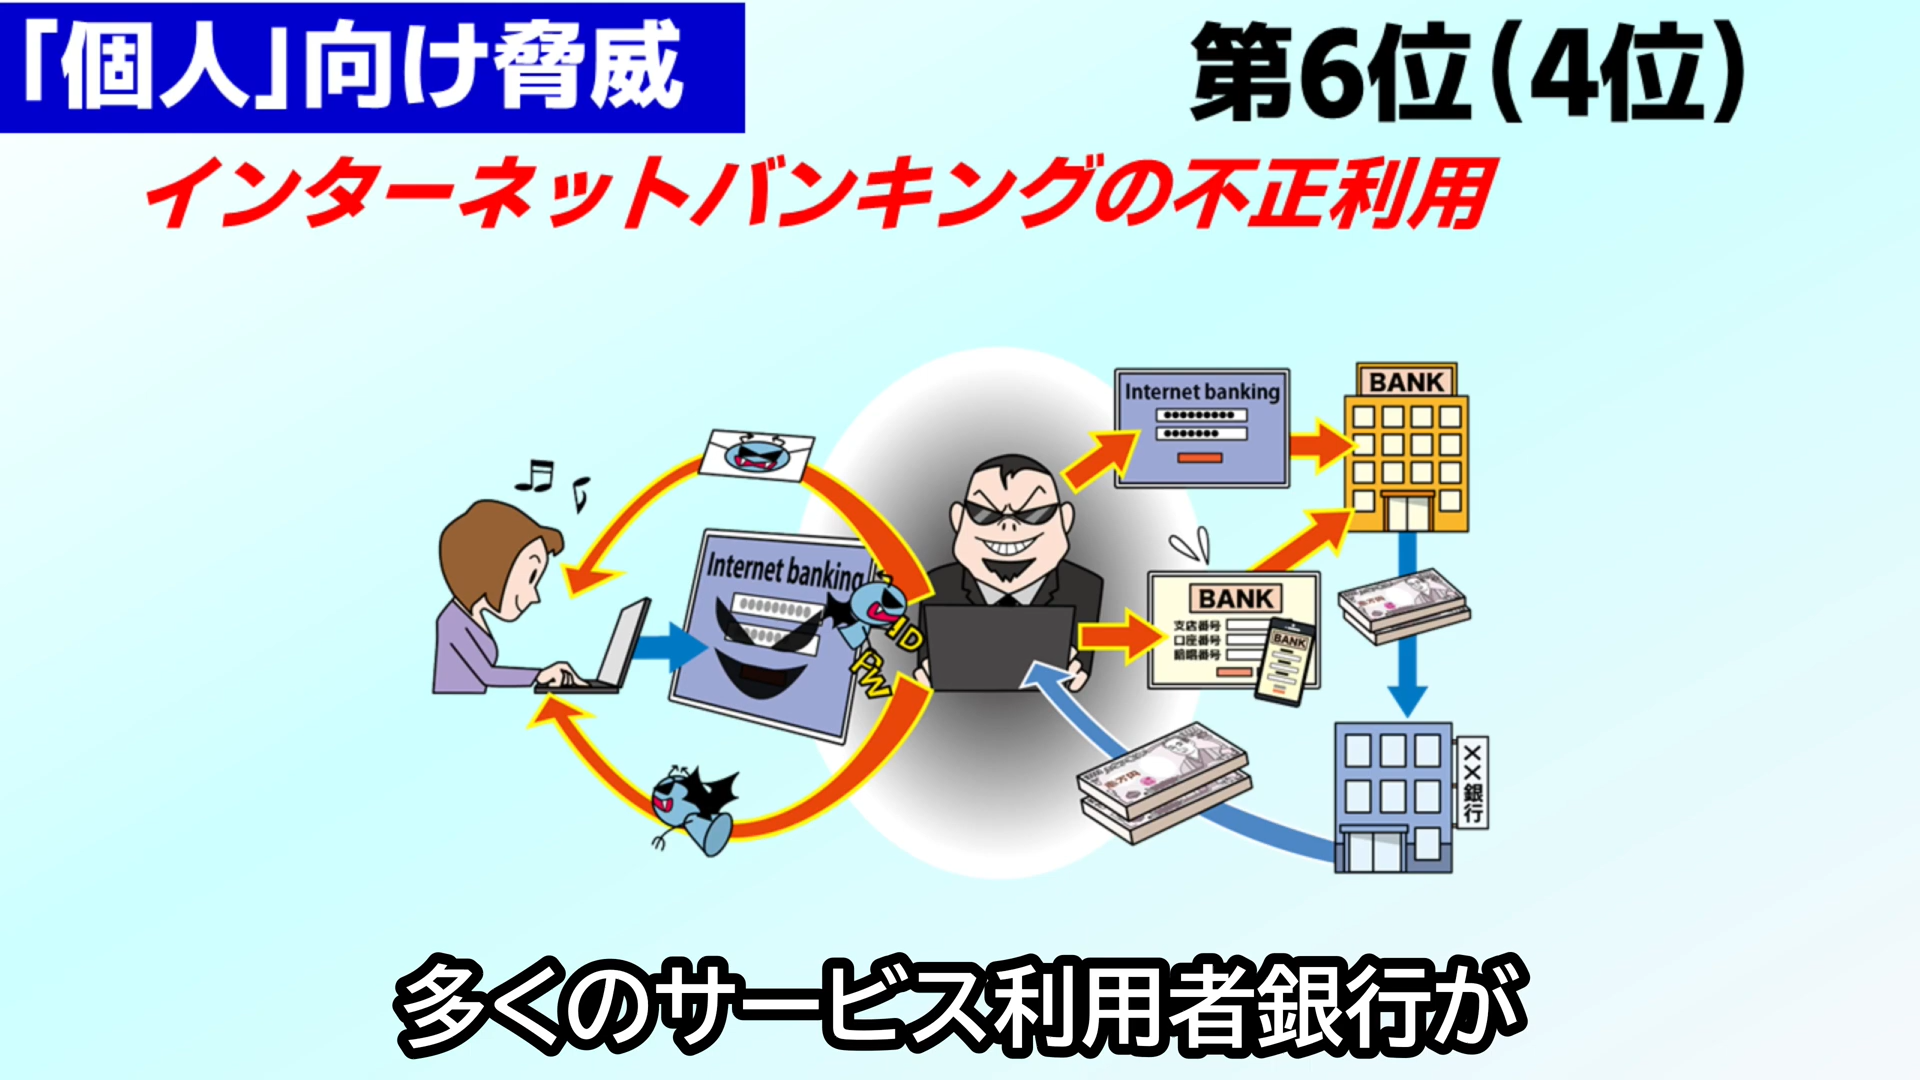 「個人」向け脅威
第6位(4位)
インターネットバンキングの不正利用
Internet banking
BANK
Internet banking
ID
PW
BANK
支店番号
口座番号
暗唱番号
BANK
××銀行
多くのサービス利用者銀行が